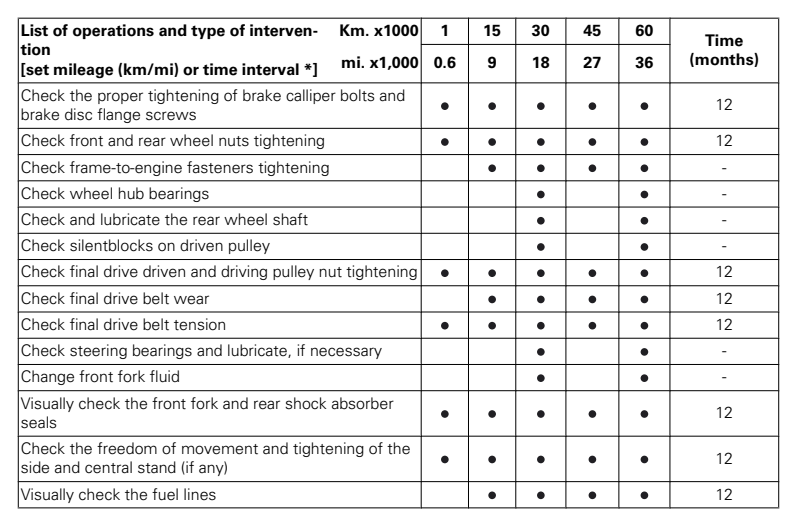 List of operations and type of interven- Km. x1000 1 15 30 45 60 Time
tion
[set mileage (km/mi) or time interval *] mi. x1,000 0.6 9 18 27 36 (months)
Check the proper tightening of brake calliper bolts and
brake disc flange screws ● ● ● ● ● 12
Check front and rear wheel nuts tightening ● ● ● ● ● 12
Check frame-to-engine fasteners tightening ● ● ● ● -
Check wheel hub bearings ● ● -
Check and lubricate the rear wheel shaft ● ● -
Check silentblocks on driven pulley ● ● -
Check final drive driven and driving pulley nut tightening ● ● ● ● ● 12
Check final drive belt wear ● ● ● ● 12
Check final drive belt tension ● ● ● ● ● 12
Check steering bearings and lubricate, if necessary ● ● -
Change front fork fluid ● ● -
Visually check the front fork and rear shock absorber
seals ● ● ● ● ● 12
Check the freedom of movement and tightening of the
side and central stand (if any) ● ● ● ● ● 12
Visually check the fuel lines ● ● ● ● 12